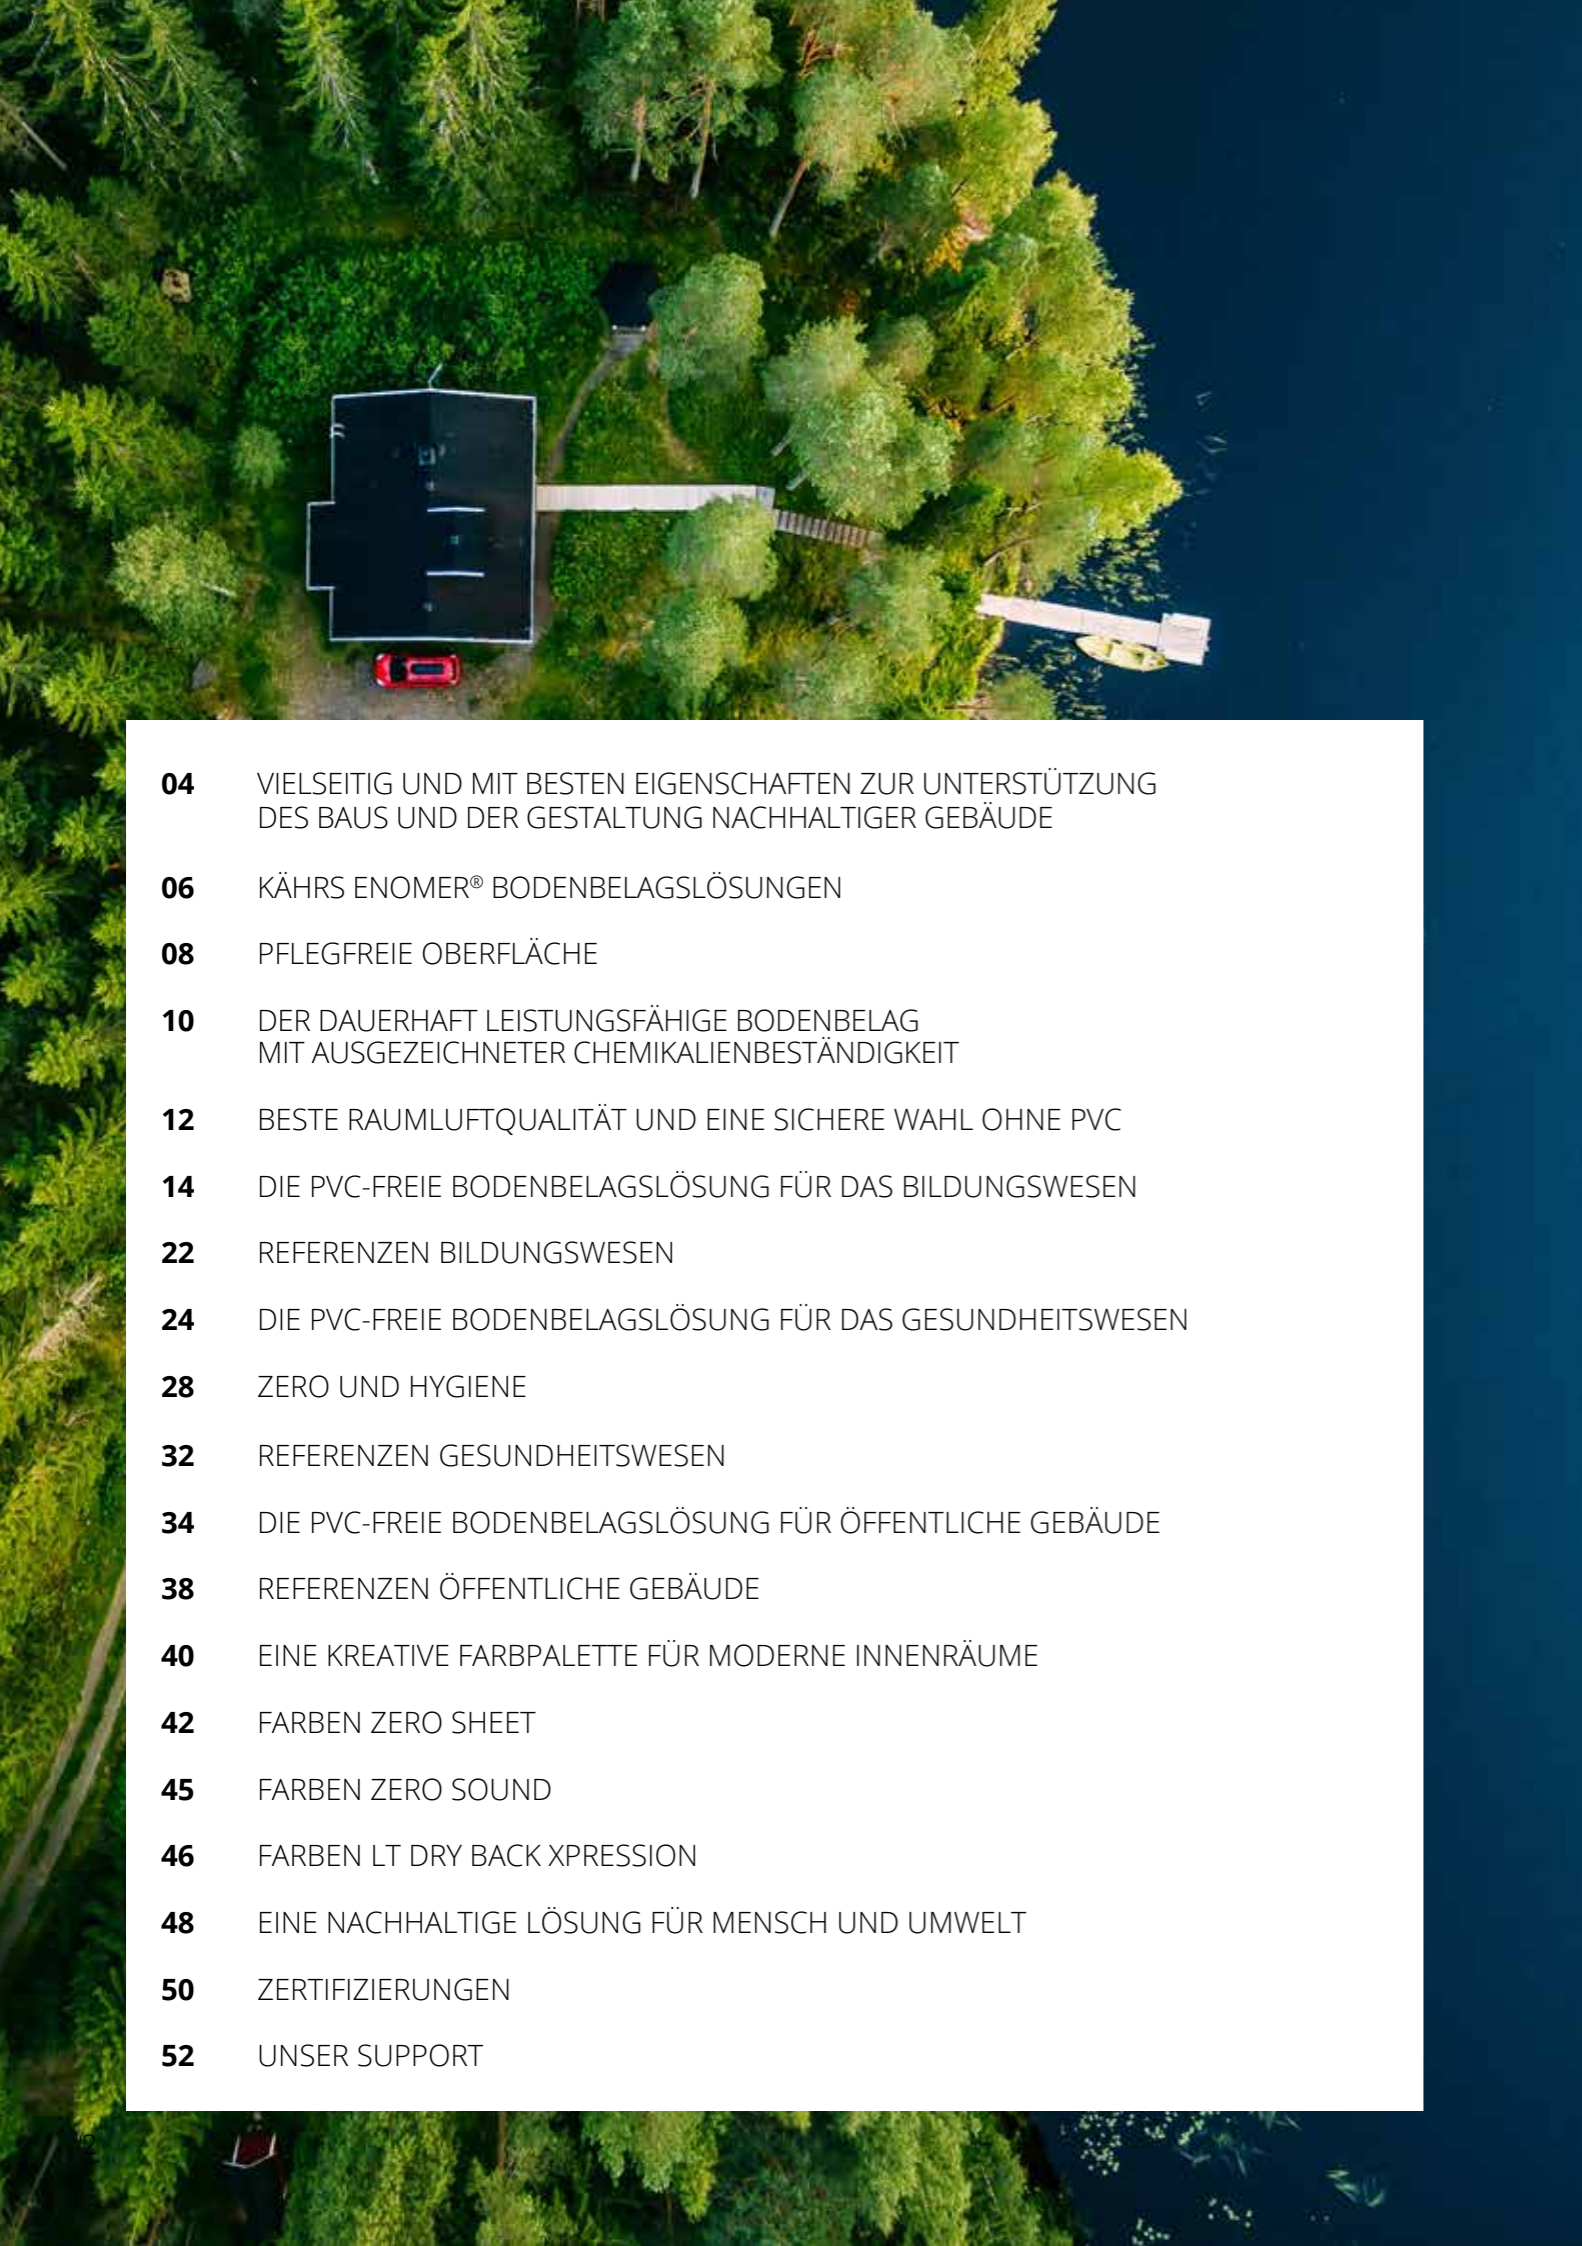 04 VIELSEITIG UND MIT BESTEN EIGENSCHAFTEN ZUR UNTERSTÜTZUNG
DES BAUS UND DER GESTALTUNG NACHHALTIGER GEBÄUDE
06 KÄHRS ENOMER® BODENBELAGSLÖSUNGEN
08 PFLEGFREIE OBERFLÄCHE
10 DER DAUERHAFT LEISTUNGSFÄHIGE BODENBELAG
MIT AUSGEZEICHNETER CHEMIKALIENBESTÄNDIGKEIT
12 BESTE RAUMLUFTQUALITÄT UND EINE SICHERE WAHL OHNE PVC
14 DIE PVC-FREIE BODENBELAGSLÖSUNG FÜR DAS BILDUNGSWESEN
22 REFERENZEN BILDUNGSWESEN
24 DIE PVC-FREIE BODENBELAGSLÖSUNG FÜR DAS GESUNDHEITSWESEN
28 ZERO UND HYGIENE
32 REFERENZEN GESUNDHEITSWESEN
34 DIE PVC-FREIE BODENBELAGSLÖSUNG FÜR ÖFFENTLICHE GEBÄUDE
38 REFERENZEN ÖFFENTLICHE GEBÄUDE
40 EINE KREATIVE FARBPALETTE FÜR MODERNE INNENRÄUME
42 FARBEN ZERO SHEET
45 FARBEN ZERO SOUND
46 FARBEN LT DRY BACK XPRESSION
48 EINE NACHHALTIGE LÖSUNG FÜR MENSCH UND UMWELT
50 ZERTIFIZIERUNGEN
52 UNSER SUPPORT